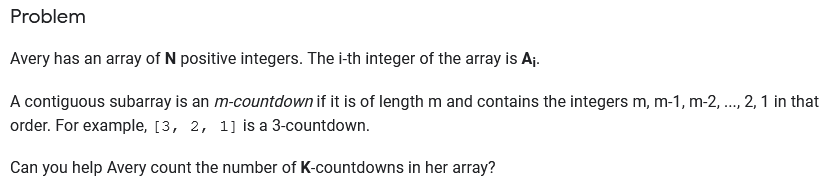 Problem
Avery has an array of N positive integers. The i-th integer of the array is Ai.
A contiguous subarray is an m-countdown if it is of length m and contains the integers m, m-1, m-2, ..., 2, 1 in that
order. For example, [3, 2, 1] is a 3-countdown.
Can you help Avery count the number of K-countdowns in her array?